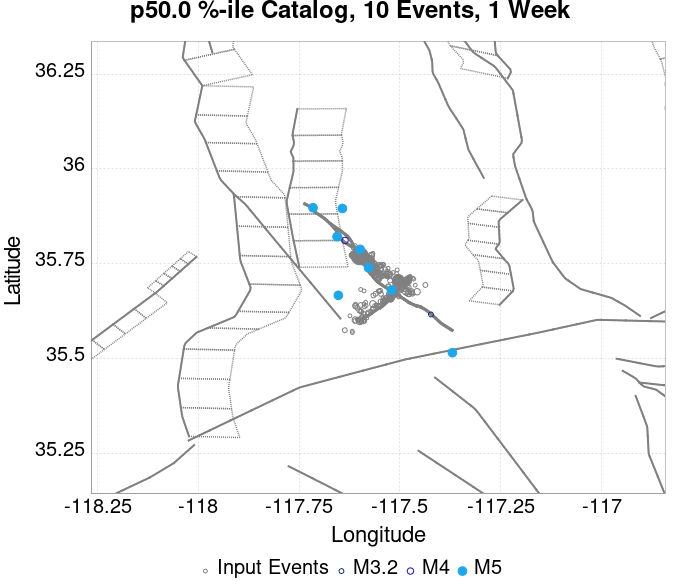 p50.0 %-ile Catalog, 10 Events, 1 Week
36.25
36
35.75
35.5
35.25
Latitude
-118.25 -118 -117.75 -117.5 -117.25 -117
Longitude
Input Events M3.2 M4 M5